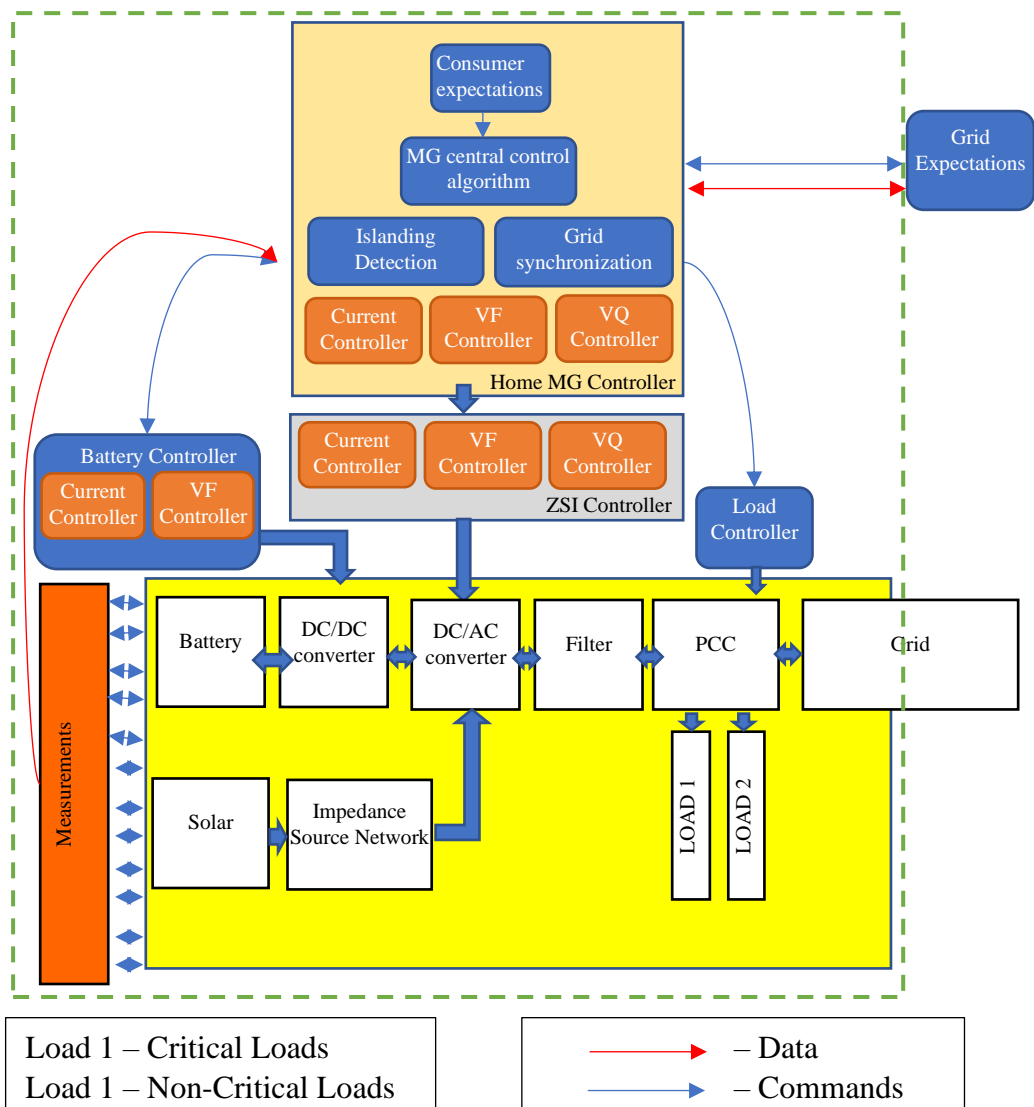 Consumer
expectations
MG central control
algorithm
Grid
Expectations
Islanding
Detection
Grid
synchronization
Current
Controller
VF
Controller
VQ
Controller
Home MG Controller
Current
Controller
VF
Controller
VQ
Controller
ZSI Controller
Battery Controller
Current
Controller
VF
Controller
Load
Controller
Measurements
Battery
DC/DC
converter
DC/AC
converter
Filter
PCC
Grid
Solar
Impedance
Source Network
LOAD 1
LOAD 2
Load 1 – Critical Loads
Load 1 – Non-Critical Loads
– Data
– Commands